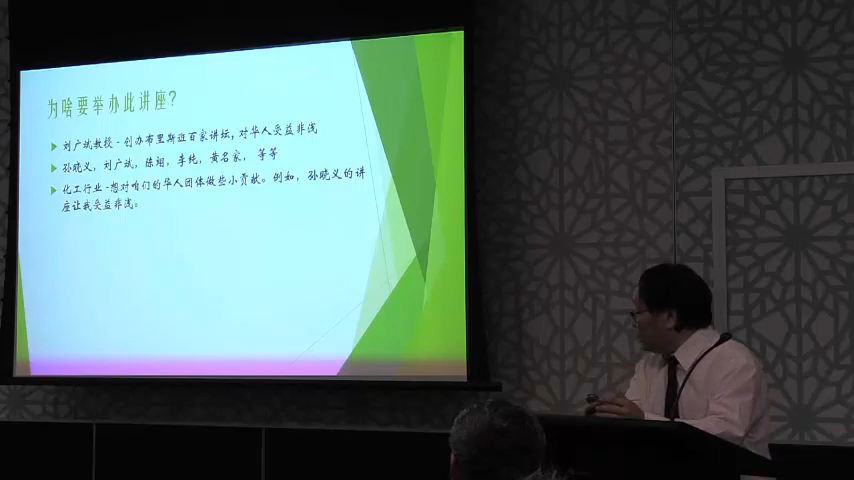 为啥要举办此讲座?
刘广斌教授 - 创办布里斯班百家讲坛, 对华人受益非浅
孙晓义, 刘广斌, 陈翊, 李纯, 黄名家, 等等
化工行业 -想对咱们的华人团体做些小贡献。例如, 孙晓义的讲
座让我受益非浅。